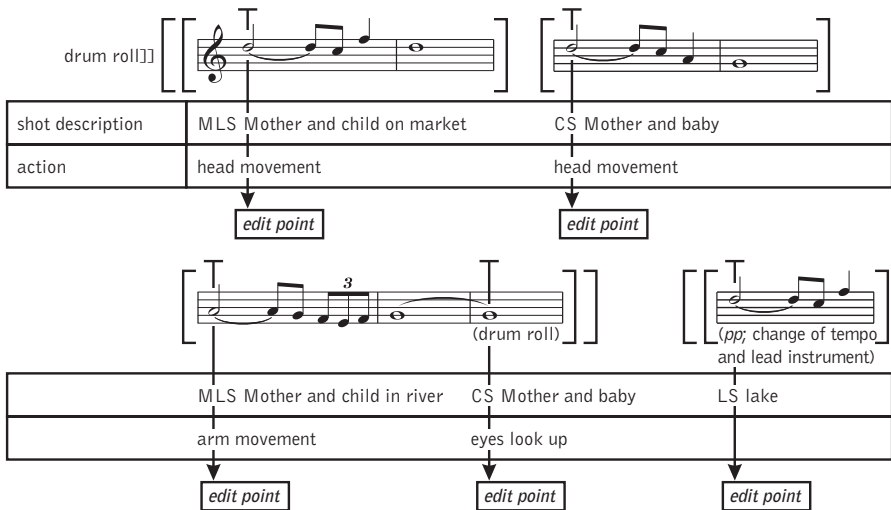 drum roll]]
shot description MLS Mother and child on market CS Mother and baby
action head movement head movement
edit point edit point
3
(drum roll)
(pp; change of tempo
and lead instrument)
MLS Mother and child in river CS Mother and baby LS lake
arm movement eyes look up
edit point edit point edit point